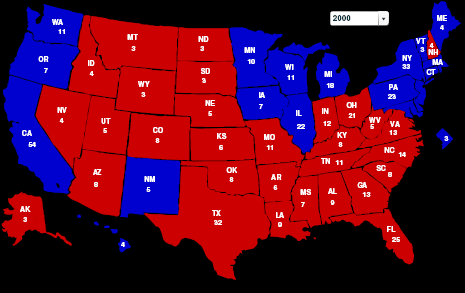 2000
WA
11
OR
7
CA
54
NV
4
ID
4
MT
3
WY
3
UT
5
AZ
8
CO
8
NM
5
ND
3
SD
3
NE
5
KS
6
OK
8
TX
32
MN
10
IA
7
MO
11
AR
6
LA
9
WI
11
IL
22
MI
18
IN
12
OH
21
KY
8
TN 11
MS
7
AL
9
GA
13
FL
25
SC
8
NC 14
VA
13
WV
5
PA
23
NY
33
VT
3
4
NH
ME
4
MA
CT
3
AK
3
4